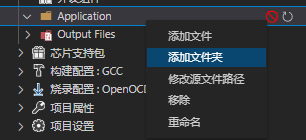 Application
Output Files
芯片支持包
构建配置 : GCC
烧录配置 : OpenOCD
项目属性
项目设置
添加文件
添加文件夹
修改源文件路径
移除
重命名